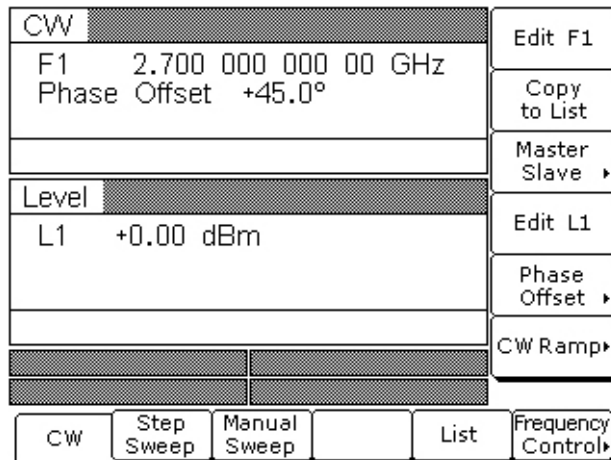 CW
F1 2.700 000 000 00 GHz
Phase Offset +45.0°
Level
L1 +0.00 dBm
Edit F1
Copy
to List
Master
Slave
Edit L1
Phase
Offset
CW Ramp
CW
Step
Sweep
Manual
Sweep
List
Frequency
Control